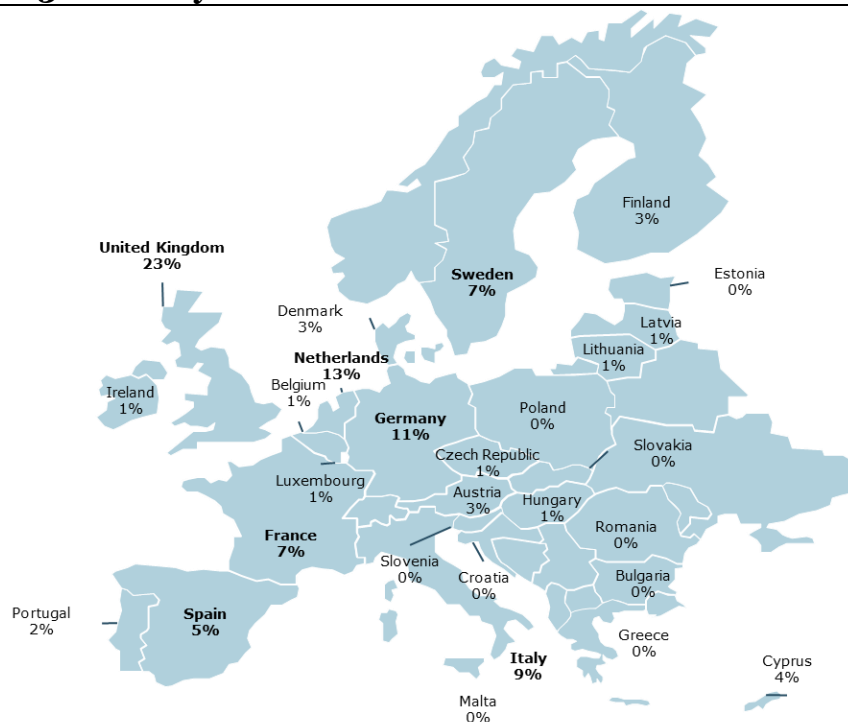 Finland
3%
United Kingdom
23%
Sweden
7%
Estonia
0%
Denmark
3%
Latvia
1%
Lithuania
1%
Netherlands
13%
Belgium
1%
Ireland
1%
Germany
11%
Poland
0%
Slovakia
0%
Czech Republic
1%
Luxembourg
1%
Austria
3%
Hungary
1%
France
7%
Romania
0%
Slovenia
0%
Croatia
0%
Bulgaria
0%
Portugal
2%
Spain
5%
Greece
0%
Italy
9%
Cyprus
4%
Malta
0%